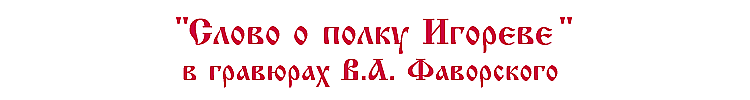 "Слово о полку Игореве"
в гравюрах В.А. Фаворского